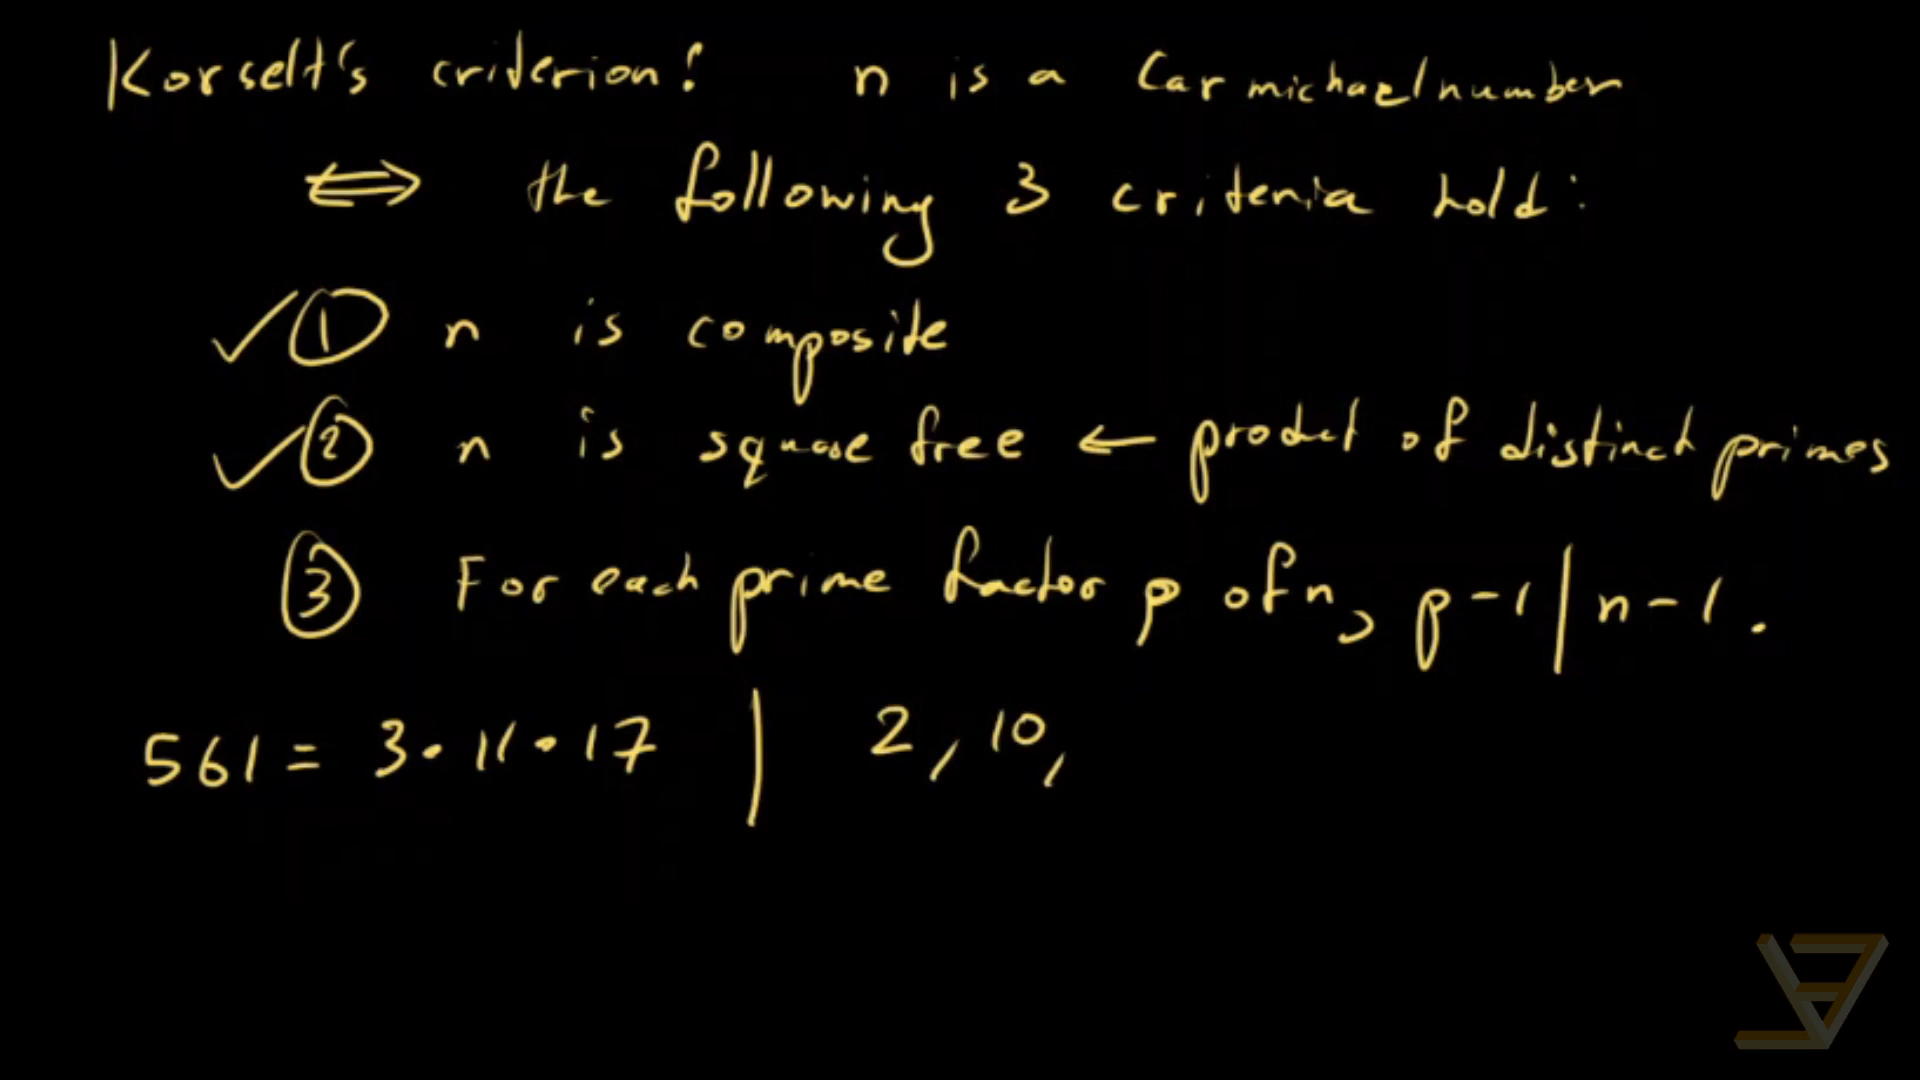 Korselt's criterion: n is a Carmichael number
⟺ the following 3 criteria hold:
✓ ① n is composite
✓ ② n is square free ← product of distinct primes
③ For each prime factor p of n, p-1 | n-1.
561 = 3·11·17 | 2, 10,